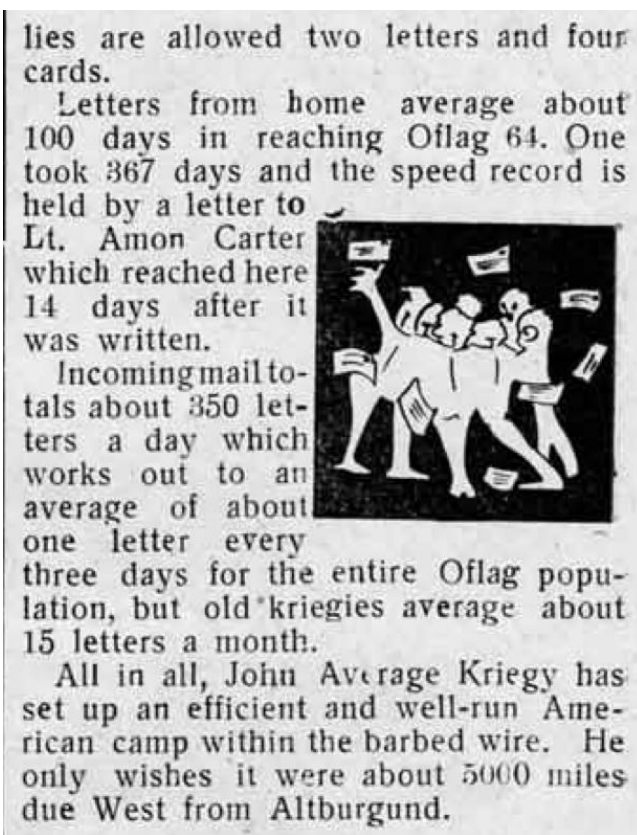 lies are allowed two letters and four
cards.
Letters from home average about
100 days in reaching Oflag 64. One
took 367 days and the speed record is
held by a letter to
Lt. Amon Carter
which reached here
14 days after it
was written.
Incoming mail to-
tals about 350 let-
ters a day which
works out to an
average of about
one letter every
three days for the entire Oflag popu-
lation, but old kriegies average about
15 letters a month.
All in all, John Average Kriegy has
set up an efficient and well-run Ame-
rican camp within the barbed wire. He
only wishes it were about 5000 miles
due West from Altburgund.